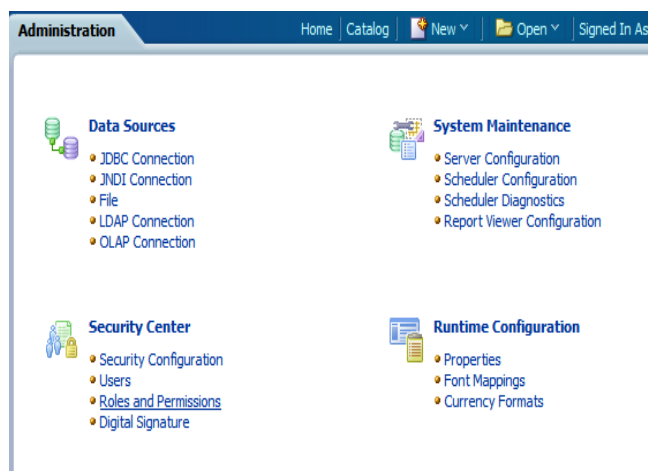 Administration
Home Catalog New Open Signed In As
Data Sources
JDBC Connection
JNDI Connection
File
LDAP Connection
OLAP Connection
System Maintenance
Server Configuration
Scheduler Configuration
Scheduler Diagnostics
Report Viewer Configuration
Security Center
Security Configuration
Users
Roles and Permissions
Digital Signature
Runtime Configuration
Properties
Font Mappings
Currency Formats